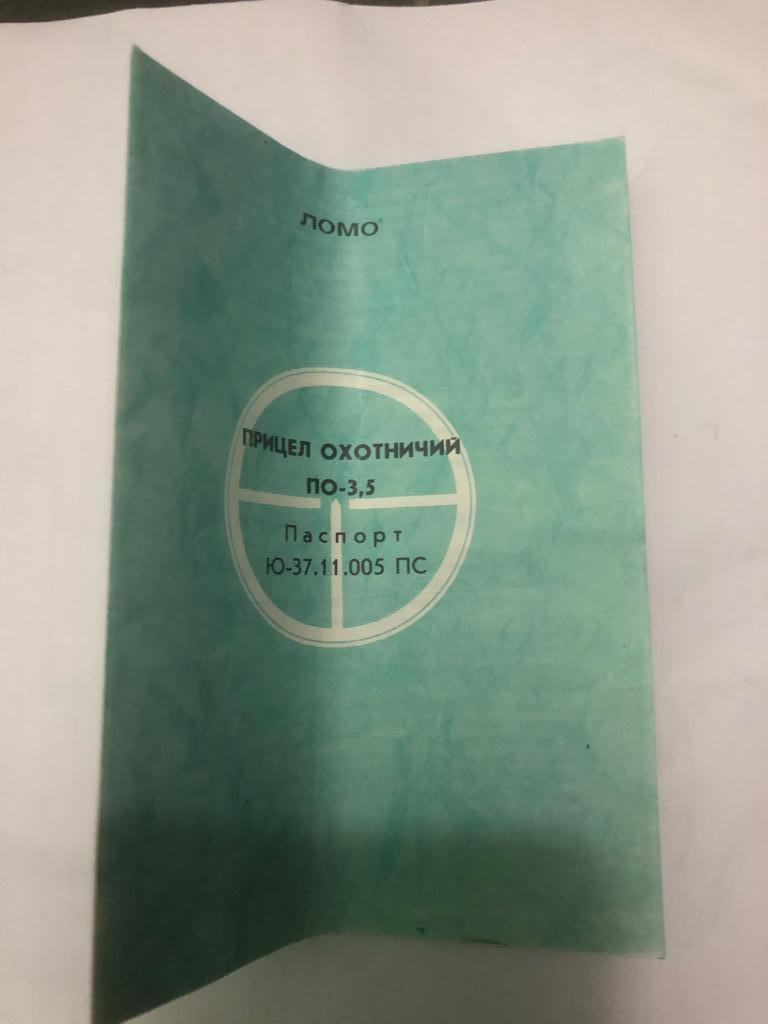 ЛОМО
ПРИЦЕЛ ОХОТНИЧИЙ
ПО-3,5
Паспорт
Ю-37.11.005 ПС